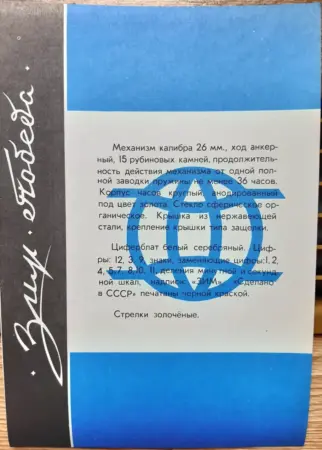 Зим. Победа.
Механизм калибра 26 мм., ход анкер-
ный, 15 рубиновых камней, продолжитель-
ность действия механизма от одной пол-
ной заводки пружины не менее 36 часов.
Корпус часов круглый анодированный
под цвет золота. Стекло сферическое ор-
ганическое. Крышка из нержавеющей
стали, крепление крышки типа защелки.
Циферблат белый серебряный. Циф-
ры: 12, 3, 9, знаки, заменяющие цифры: 1, 2,
4, 5, 7, 8, 10, 11, деления минутной и секунд-
ной шкал, надписи „ЗИМ", „Сделано
в СССР" печатаны черной краской.
Стрелки золочёные.